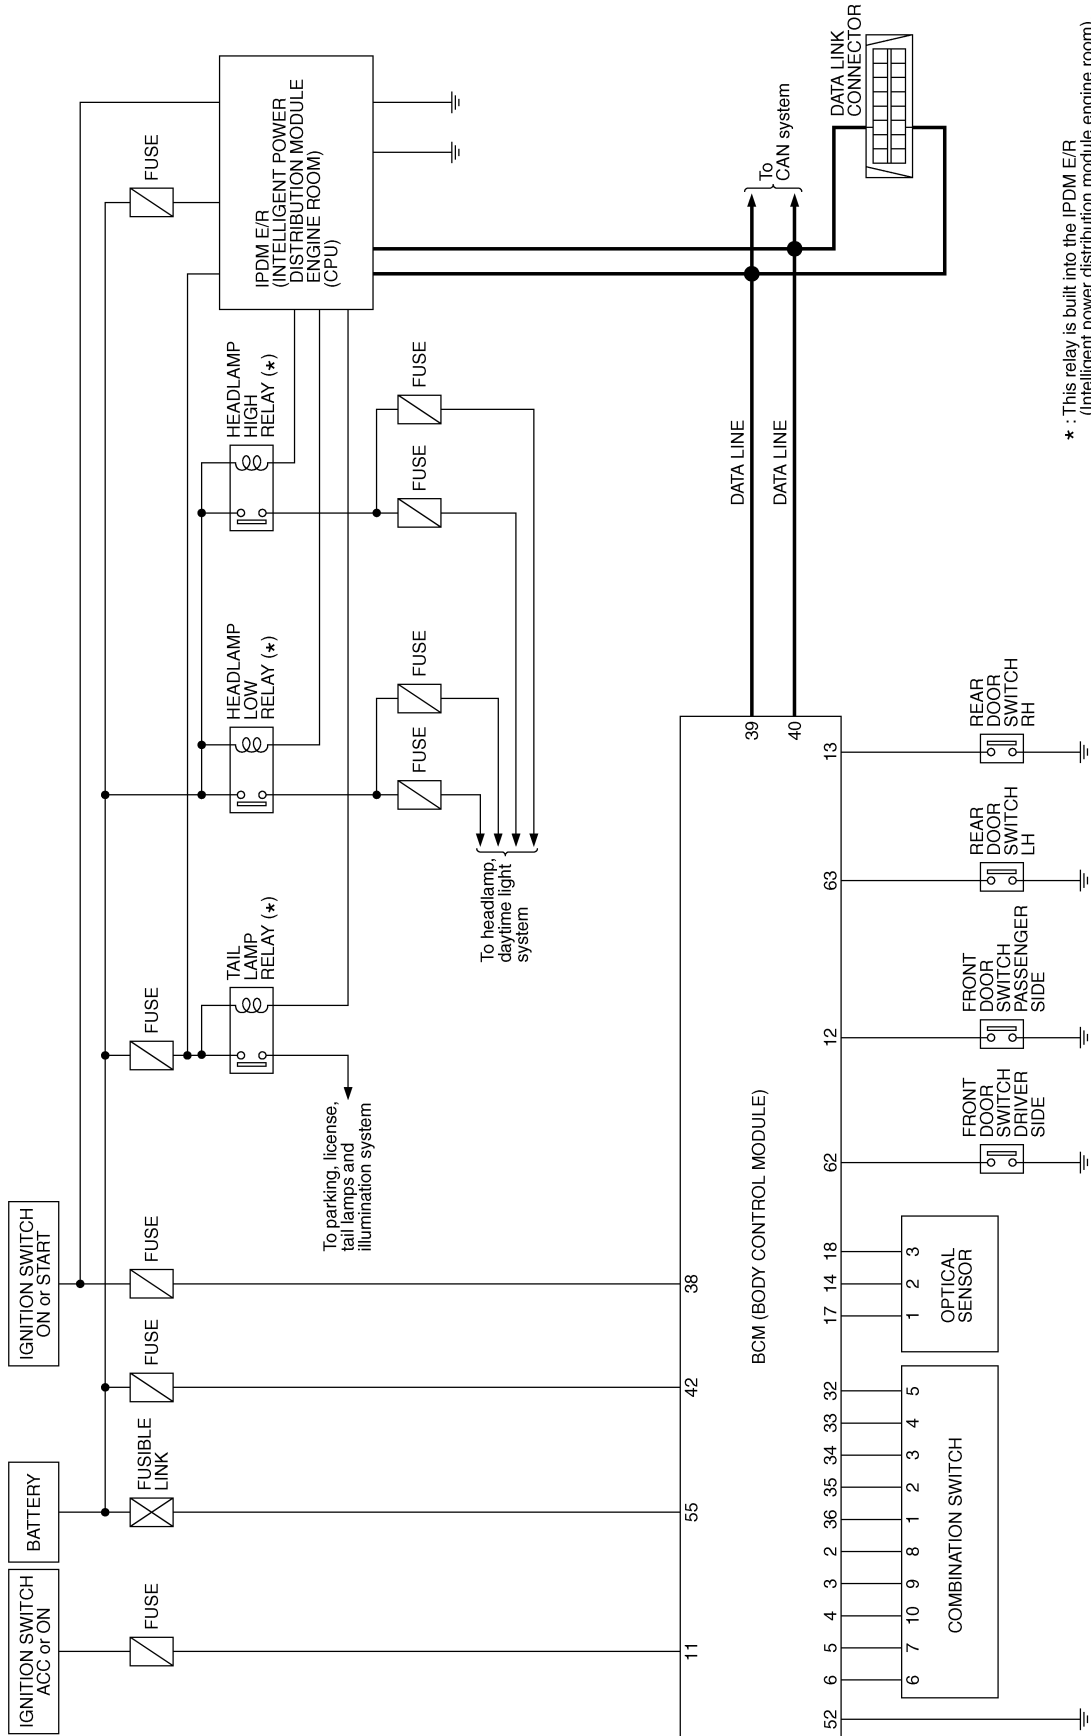 IGNITION SWITCH
ACC or ON
BATTERY
IGNITION SWITCH
ON or START
FUSE
FUSIBLE
LINK
FUSE
FUSE
FUSE
FUSE
TAIL
LAMP
RELAY (*)
HEADLAMP
LOW
RELAY (*)
HEADLAMP
HIGH
RELAY (*)
IPDM E/R
(INTELLIGENT POWER
DISTRIBUTION MODULE
ENGINE ROOM)
(CPU)
To parking, license,
tail lamps and
illumination system
FUSE
FUSE
FUSE
FUSE
To headlamp,
daytime light
system
11
55
42
38
BCM (BODY CONTROL MODULE)
39
40
DATA LINE
DATA LINE
To
CAN system
DATA LINK
CONNECTOR
52
6
5
4
3
2
36
35
34
33
32
17
14
18
62
12
63
13
6
7
10
9
8
1
2
3
4
5
COMBINATION SWITCH
1
2
3
OPTICAL
SENSOR
FRONT
DOOR
SWITCH
DRIVER
SIDE
FRONT
DOOR
SWITCH
PASSENGER
SIDE
REAR
DOOR
SWITCH
LH
REAR
DOOR
SWITCH
RH
* : This relay is built into the IPDM E/R
(Intelligent power distribution module engine room)